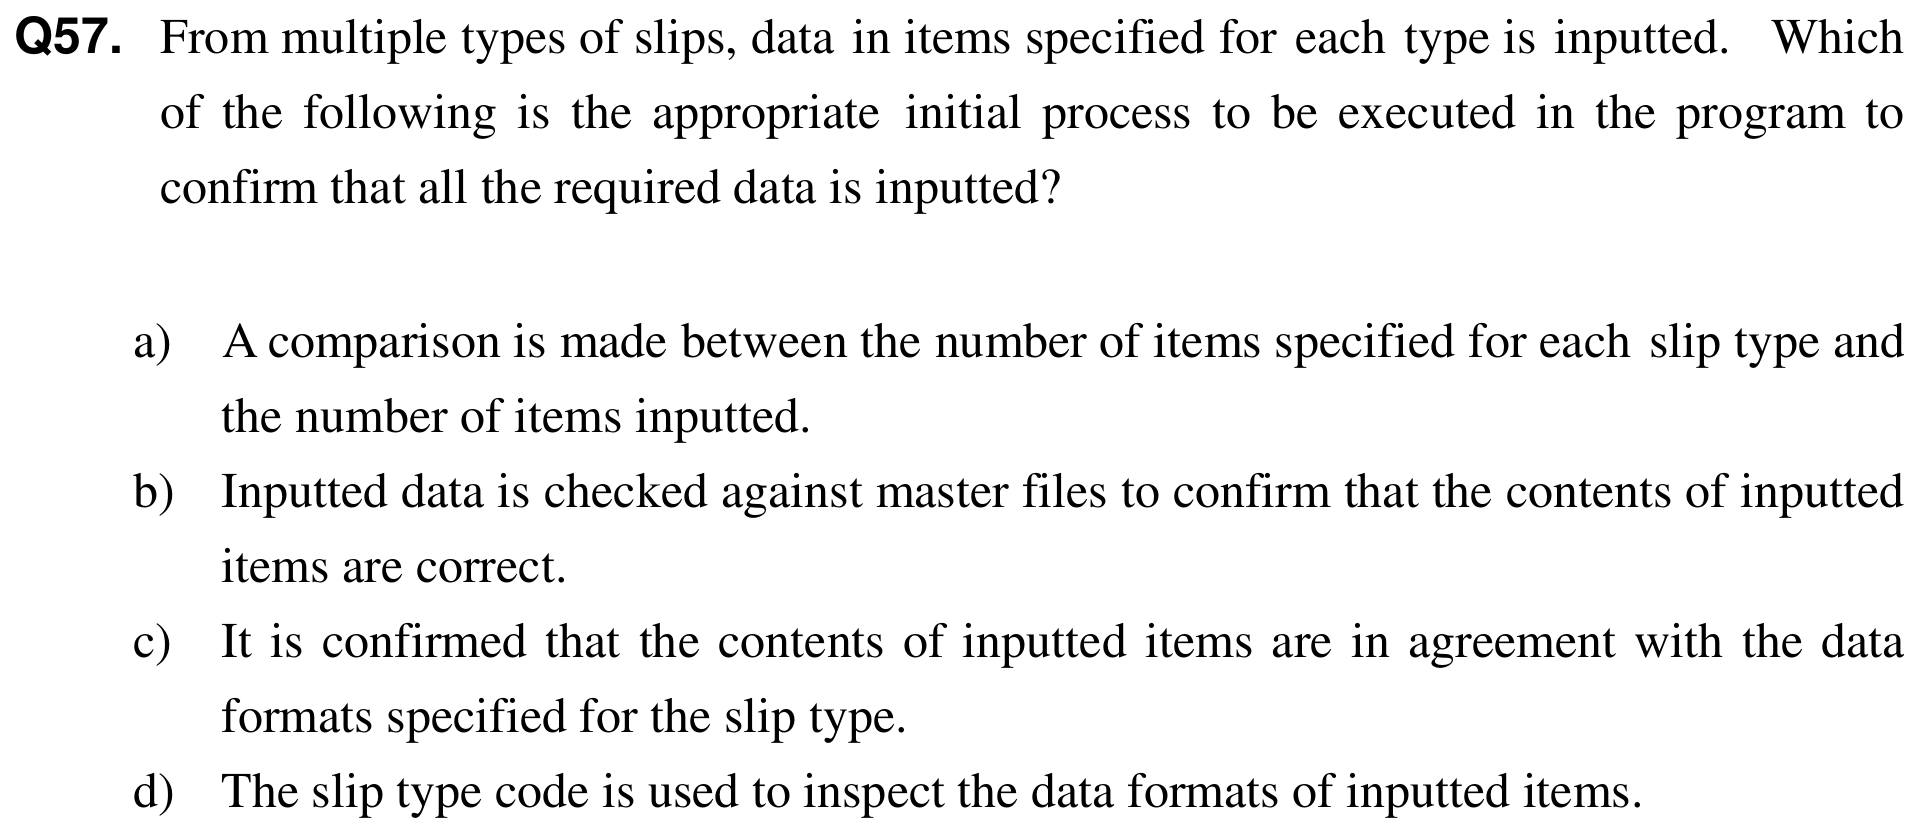 Q57. From multiple types of slips, data in items specified for each type is inputted. Which
of the following is the appropriate initial process to be executed in the program to
confirm that all the required data is inputted?
a) A comparison is made between the number of items specified for each slip type and
the number of items inputted.
b) Inputted data is checked against master files to confirm that the contents of inputted
items are correct.
c) It is confirmed that the contents of inputted items are in agreement with the data
formats specified for the slip type.
d) The slip type code is used to inspect the data formats of inputted items.